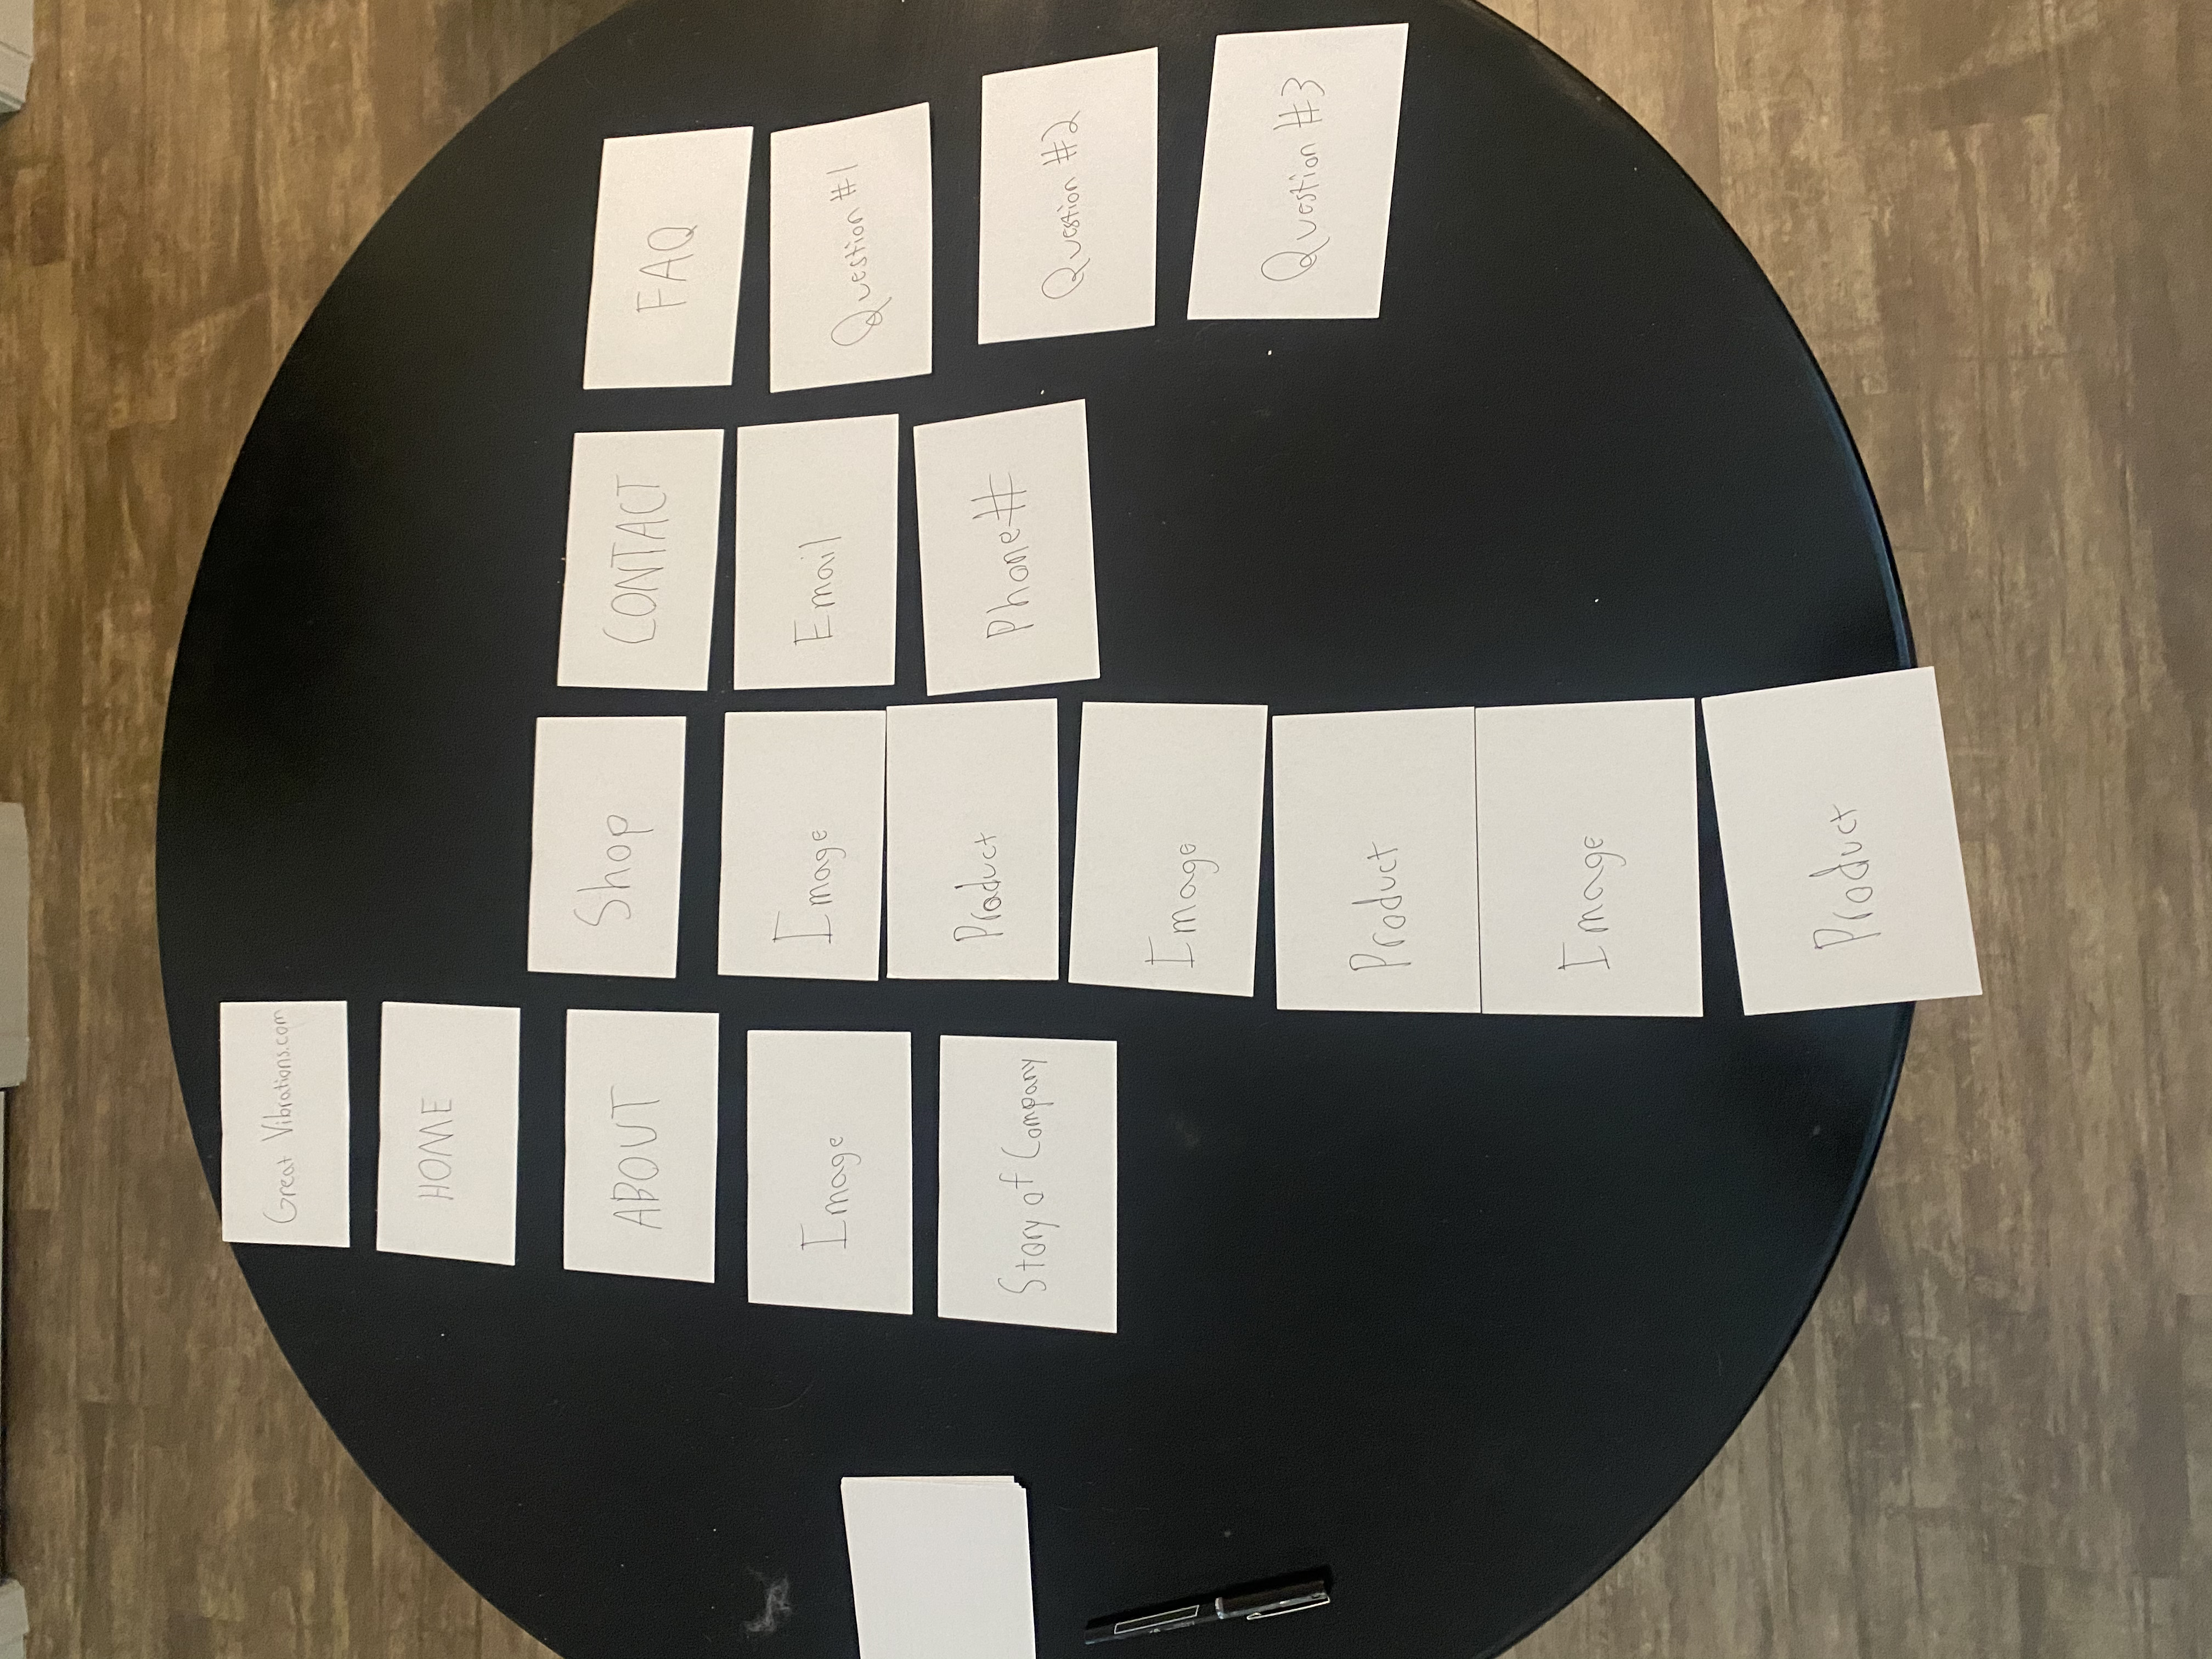 Great Vibrations.com
HOME
ABOUT
Image
Story of Company
Shop
Image
Product
Image
Product
Image
Product
CONTACT
Email
Phone#
FAQ
Question #1
Question #2
Question #3